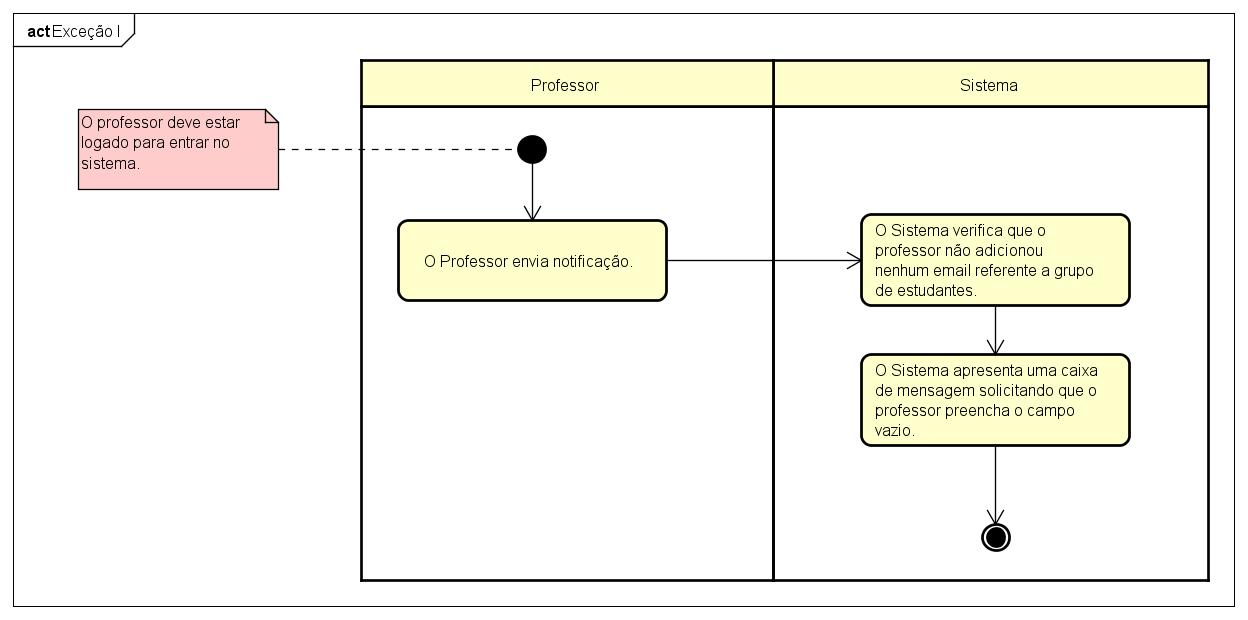 act Exceção I
Professor
Sistema
O professor deve estar
logado para entrar no
sistema.
O Professor envia notificação.
O Sistema verifica que o
professor não adicionou
nenhum email referente a grupo
de estudantes.
O Sistema apresenta uma caixa
de mensagem solicitando que o
professor preencha o campo
vazio.